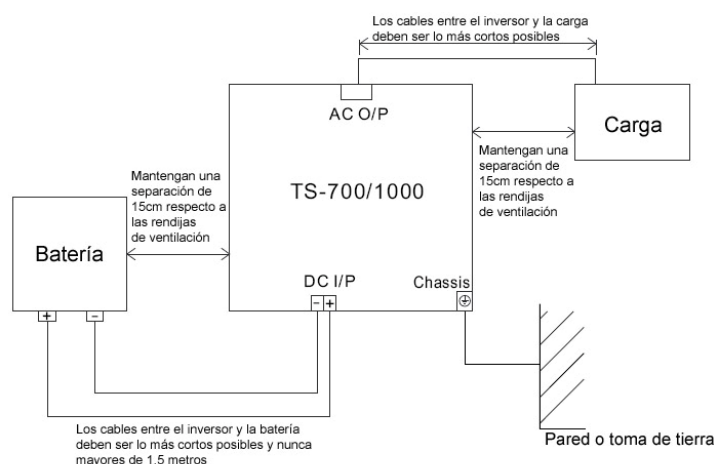 Los cables entre el inversor y la carga
deben ser lo más cortos posibles
AC O/P
Carga
Mantengan una
separación de
15cm respecto a
las rendijas
de ventilación
TS-700/1000
Mantengan una
separación de
15cm respecto a
las rendijas
de ventilación
Batería
DC I/P
Chassis
- +
+ -
Los cables entre el inversor y la batería
deben ser lo más cortos posibles y nunca
mayores de 1,5 metros
Pared o toma de tierra